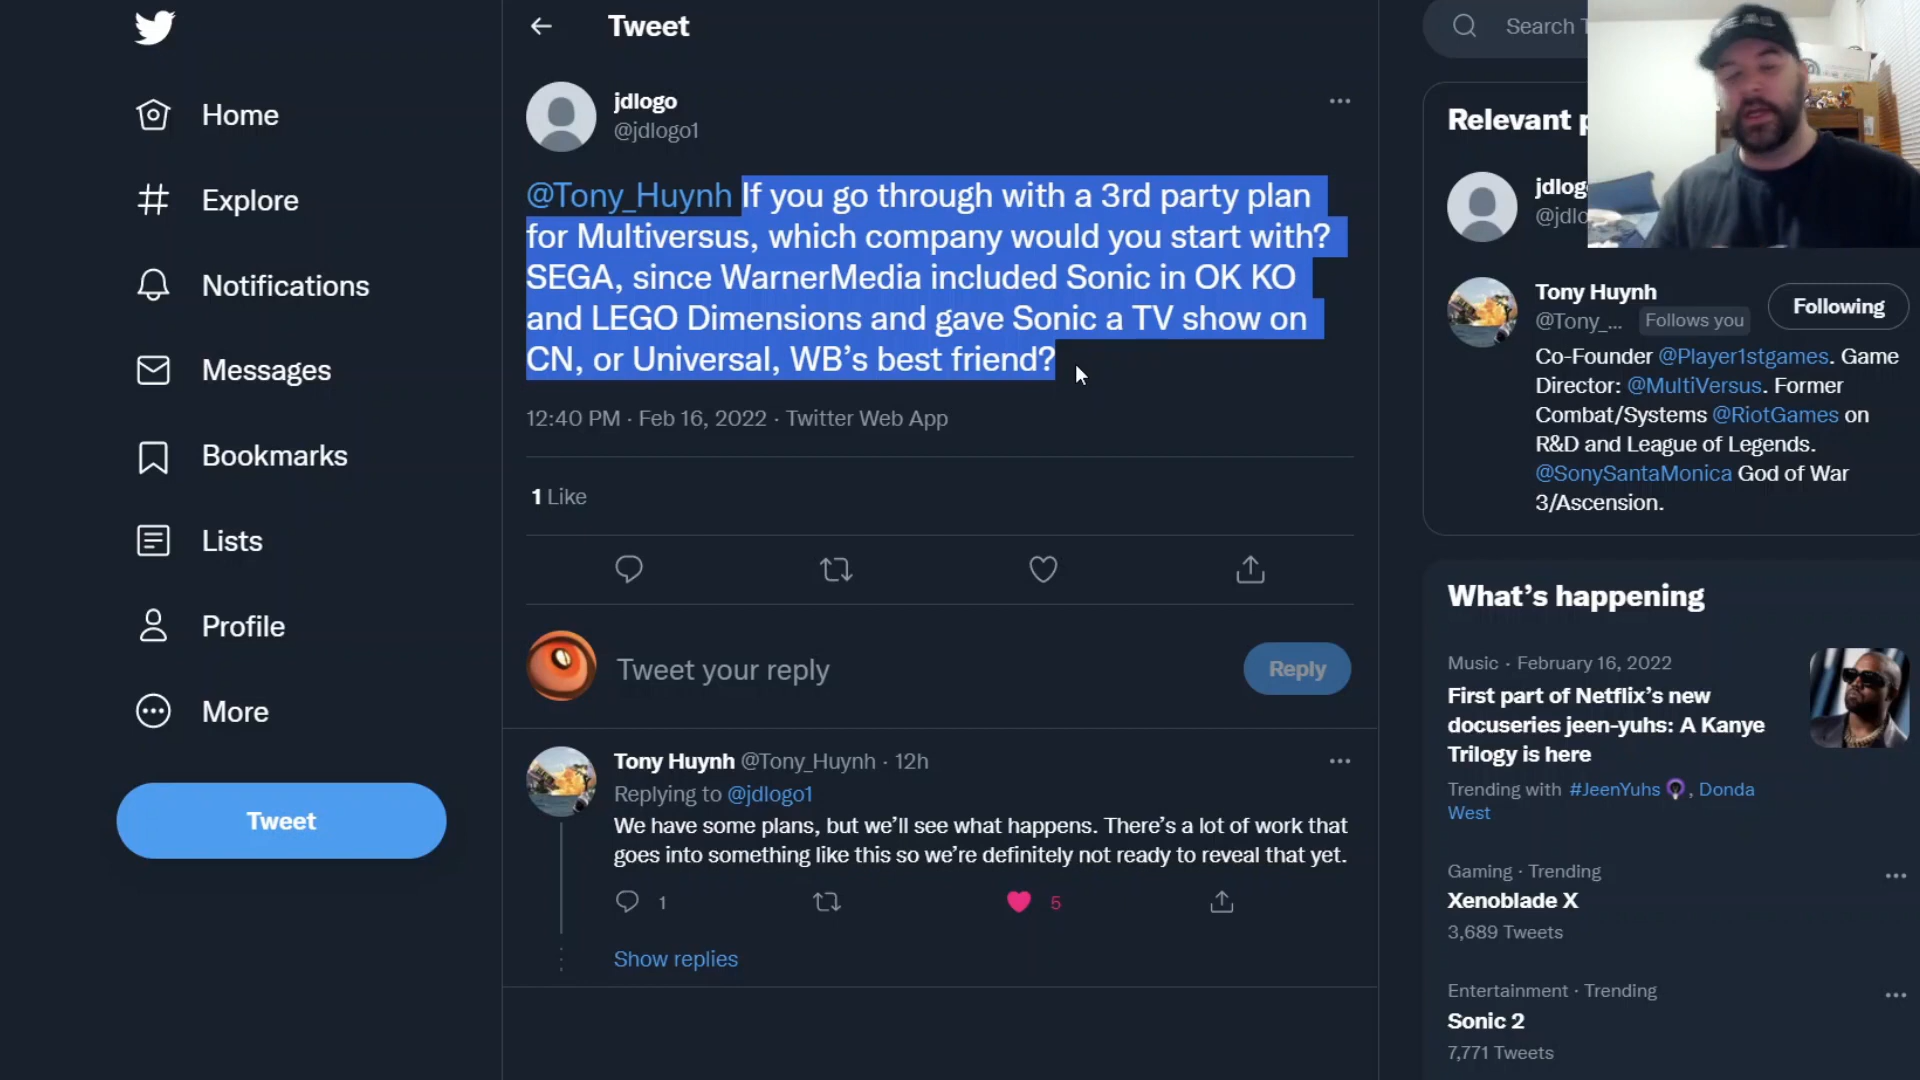 Home
Explore
Notifications
Messages
Bookmarks
Lists
Profile
More
Tweet
Tweet
jdlogo
@jdlogo1
@Tony_Huynh If you go through with a 3rd party plan
for Multiversus, which company would you start with?
SEGA, since WarnerMedia included Sonic in OK KO
and LEGO Dimensions and gave Sonic a TV show on
CN, or Universal, WB’s best friend?
12:40 PM · Feb 16, 2022 · Twitter Web App
1 Like
Tweet your reply
Reply
Tony Huynh @Tony_Huynh · 12h
Replying to @jdlogo1
We have some plans, but we’ll see what happens. There’s a lot of work that
goes into something like this so we’re definitely not ready to reveal that yet.
1
5
Show replies
Search
Relevant
Tony Huynh
@Tony_... Follows you
Following
Co-Founder @Player1stgames. Game
Director: @MultiVersus. Former
Combat/Systems @RiotGames on
R&D and League of Legends.
@SonySantaMonica God of War
3/Ascension.
What’s happening
Music · February 16, 2022
First part of Netflix’s new
docuseries jeen-yuhs: A Kanye
Trilogy is here
Trending with #JeenYuhs , Donda
West
Gaming · Trending
Xenoblade X
3,689 Tweets
Entertainment · Trending
Sonic 2
7,771 Tweets